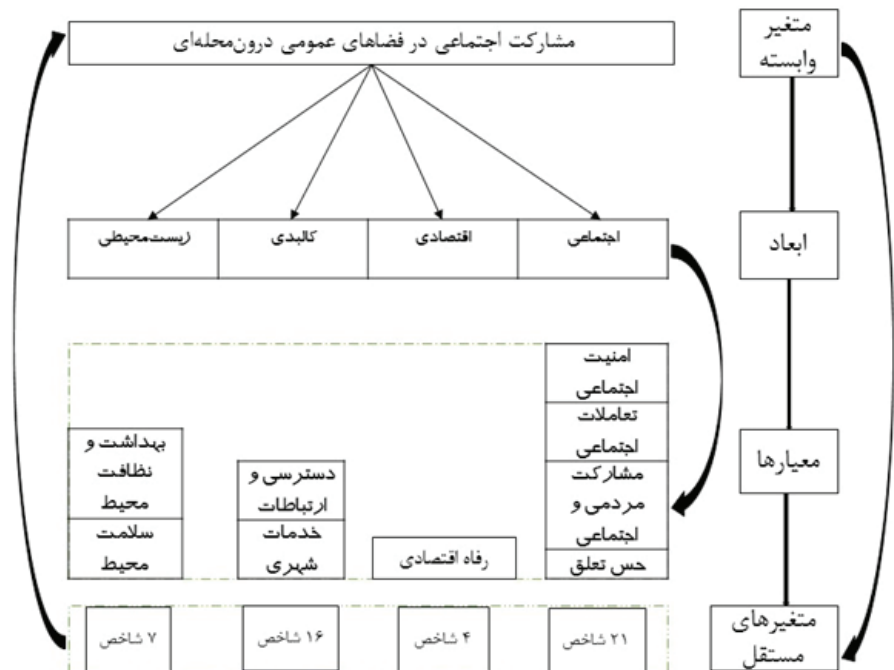 مشارکت اجتماعی در فضاهای عمومی درون‌محله‌ای
متغیر
وابسته
اجتماعی
اقتصادی
کالبدی
زیست‌محیطی
ابعاد
امنیت
اجتماعی
تعاملات
اجتماعی
مشارکت
مردمی و
اجتماعی
حس تعلق
رفاه اقتصادی
دسترسی و
ارتباطات
خدمات
شهری
بهداشت و
نظافت
محیط
سلامت
محیط
معیارها
۲۱ شاخص
۴ شاخص
۱۶ شاخص
۷ شاخص
متغیرهای
مستقل